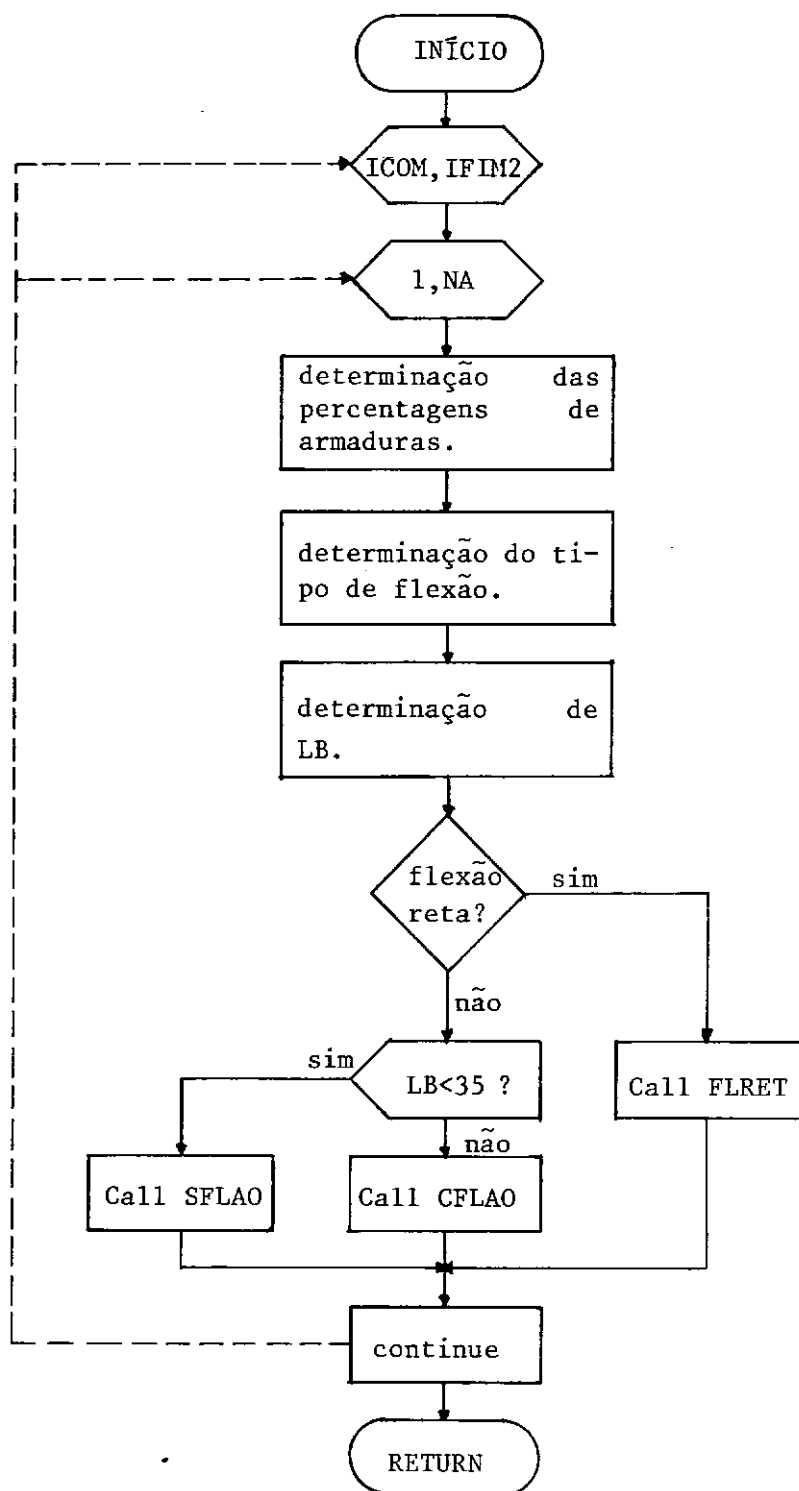 INÍCIO
ICOM,IFIM2
1,NA
determinação das
percentagens de
armaduras.
determinação do ti-
po de flexão.
determinação de
LB.
flexão
reta?
sim
não
sim
LB<35 ?
Call FLRET
não
Call SFLAO
Call CFLAO
continue
RETURN